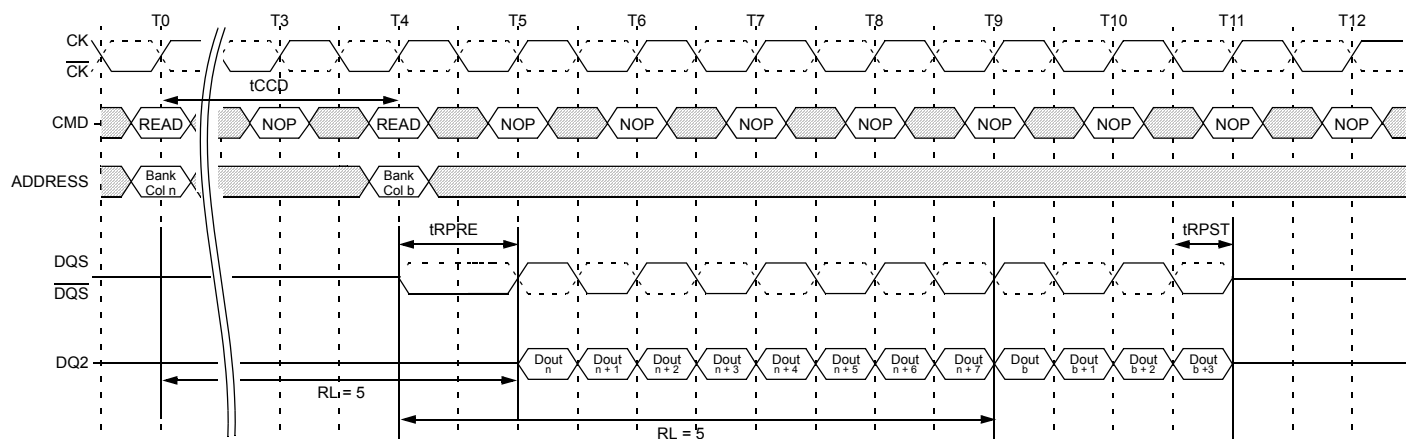 T0 T3 T4 T5 T6 T7 T8 T9 T10 T11 T12
CK
CK
tCCD
CMD READ NOP READ NOP NOP NOP NOP NOP NOP NOP NOP
ADDRESS Bank Col n Bank Col b
tRPRE tRPST
DQS
DQS
DQ2 Dout n Dout n + 1 Dout n + 2 Dout n + 3 Dout n + 4 Dout n + 5 Dout n + 6 Dout n + 7 Dout b Dout b + 1 Dout b + 2 Dout b +3
RL = 5
RL = 5